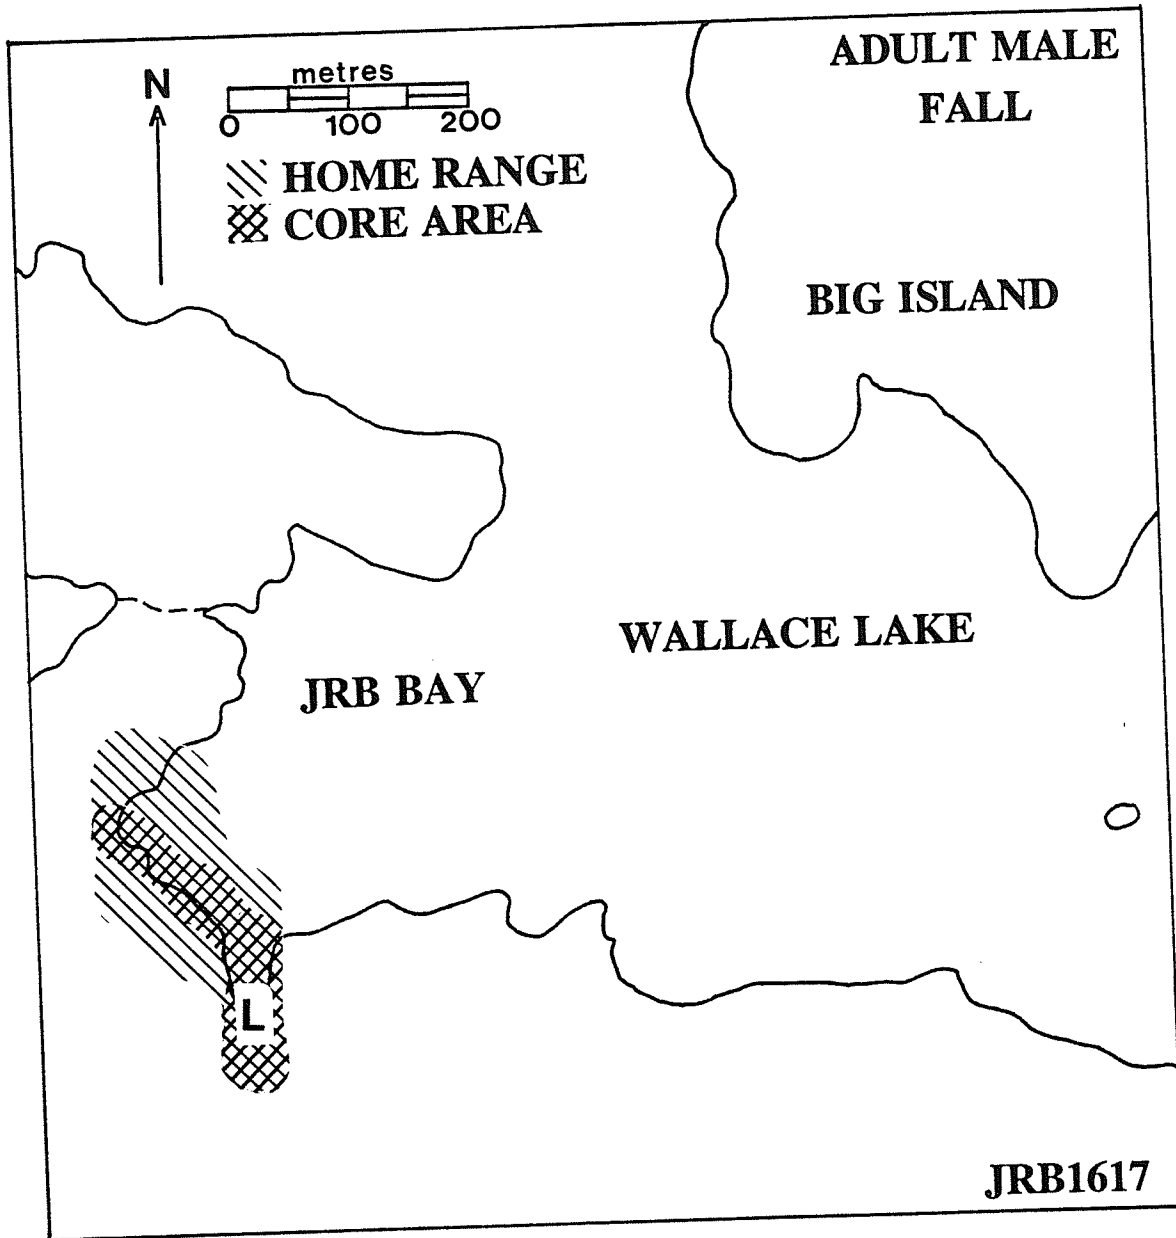 ADULT MALE
FALL
N
metres
0 100 200
HOME RANGE
CORE AREA
BIG ISLAND
WALLACE LAKE
JRB BAY
L
JRB1617